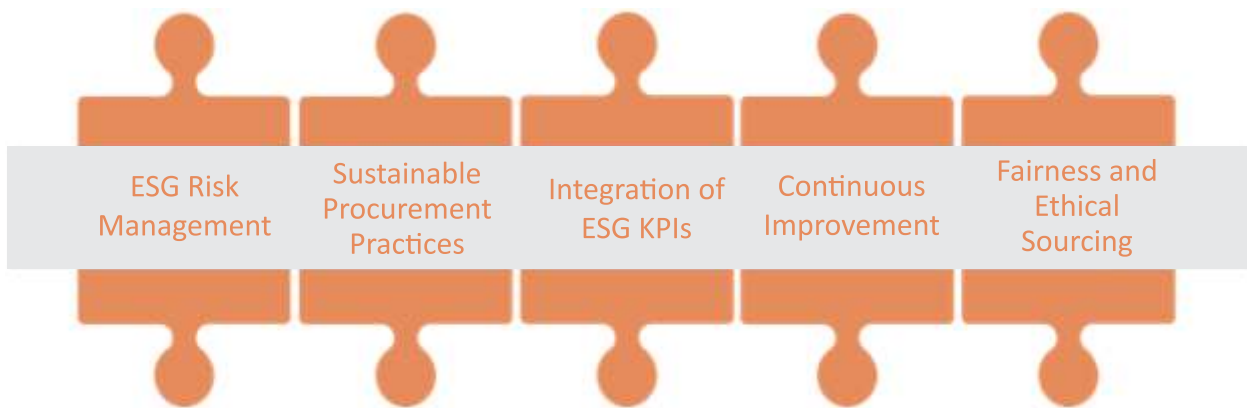 ESG Risk
Management
Sustainable
Procurement
Practices
Integration of
ESG KPIs
Continuous
Improvement
Fairness and
Ethical
Sourcing